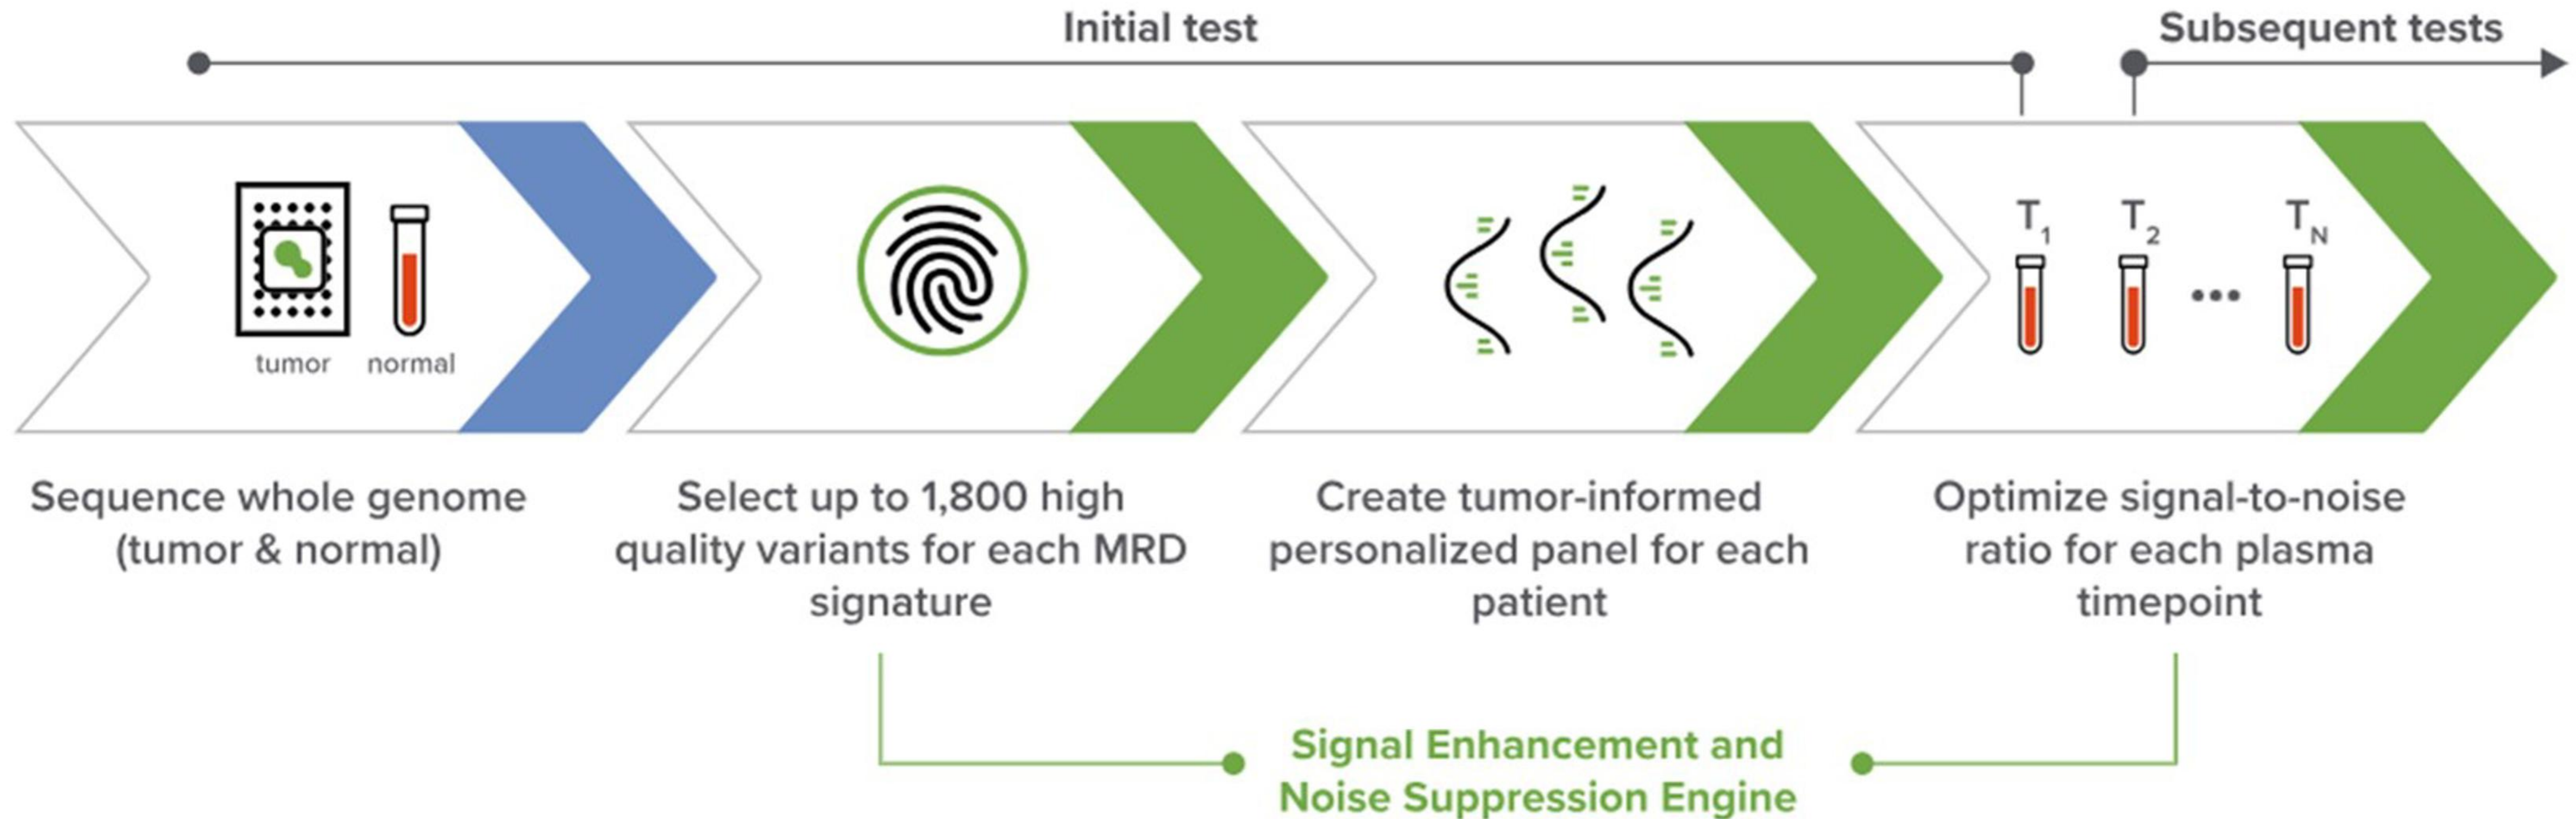 Initial test
Subsequent tests
tumor
normal
T1
T2
TN
Sequence whole genome
(tumor & normal)
Select up to 1,800 high
quality variants for each MRD
signature
Create tumor-informed
personalized panel for each
patient
Optimize signal-to-noise
ratio for each plasma
timepoint
Signal Enhancement and
Noise Suppression Engine